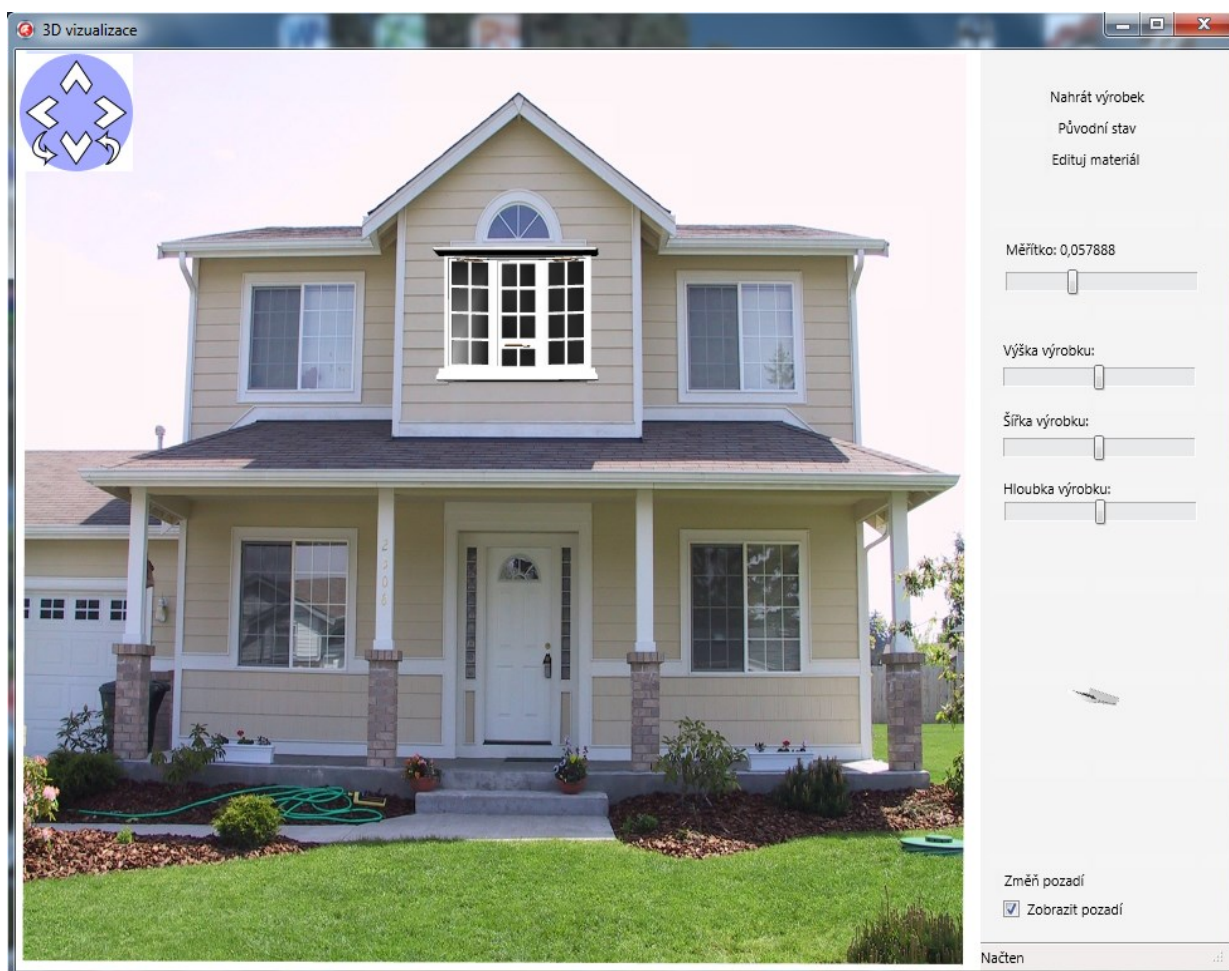 3D vizualizace
Nahrát výrobek
Původní stav
Edituj materiál
Měřítko: 0,057888
Výška výrobku:
Šířka výrobku:
Hloubka výrobku:
2306
Změň pozadí
Zobrazit pozadí
Načten